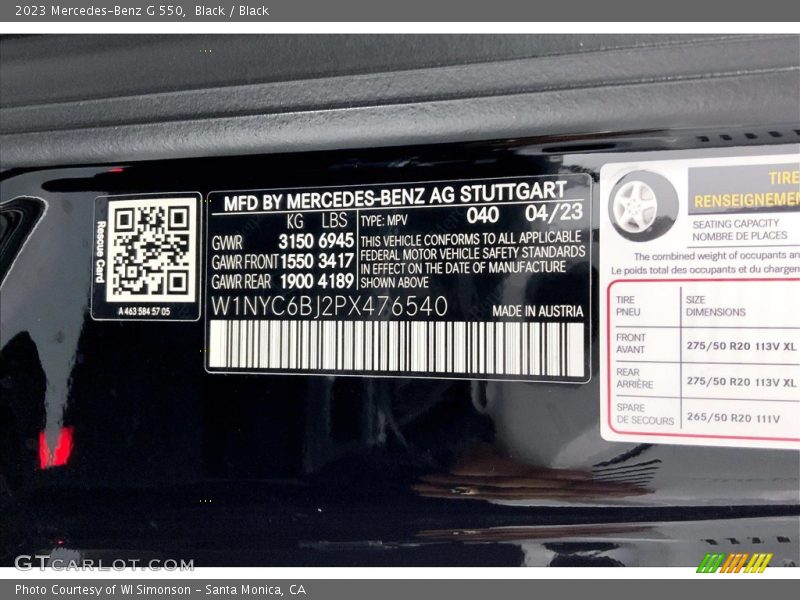 2023 Mercedes-Benz G 550,  Black / Black
Rescue Card
A 463 584 57 05
MFD BY MERCEDES-BENZ AG STUTTGART
KG LBS TYPE: MPV 040 04/23
GVWR 3150 6945
GAWR FRONT 1550 3417
GAWR REAR 1900 4189
THIS VEHICLE CONFORMS TO ALL APPLICABLE
FEDERAL MOTOR VEHICLE SAFETY STANDARDS
IN EFFECT ON THE DATE OF MANUFACTURE
SHOWN ABOVE
W1NYC6BJ2PX476540 MADE IN AUSTRIA
TIRE
RENSEIGNEMEN
SEATING CAPACITY
NOMBRE DE PLACES
The combined weight of occupants an
Le poids total des occupants et du charge
TIRE SIZE
PNEU DIMENSIONS
FRONT
AVANT
275/50 R20 113V XL
REAR
ARRIÈRE
275/50 R20 113V XL
SPARE
DE SECOURS
265/50 R20 111V
GTCARLOT.COM
Photo Courtesy of WI Simonson - Santa Monica, CA